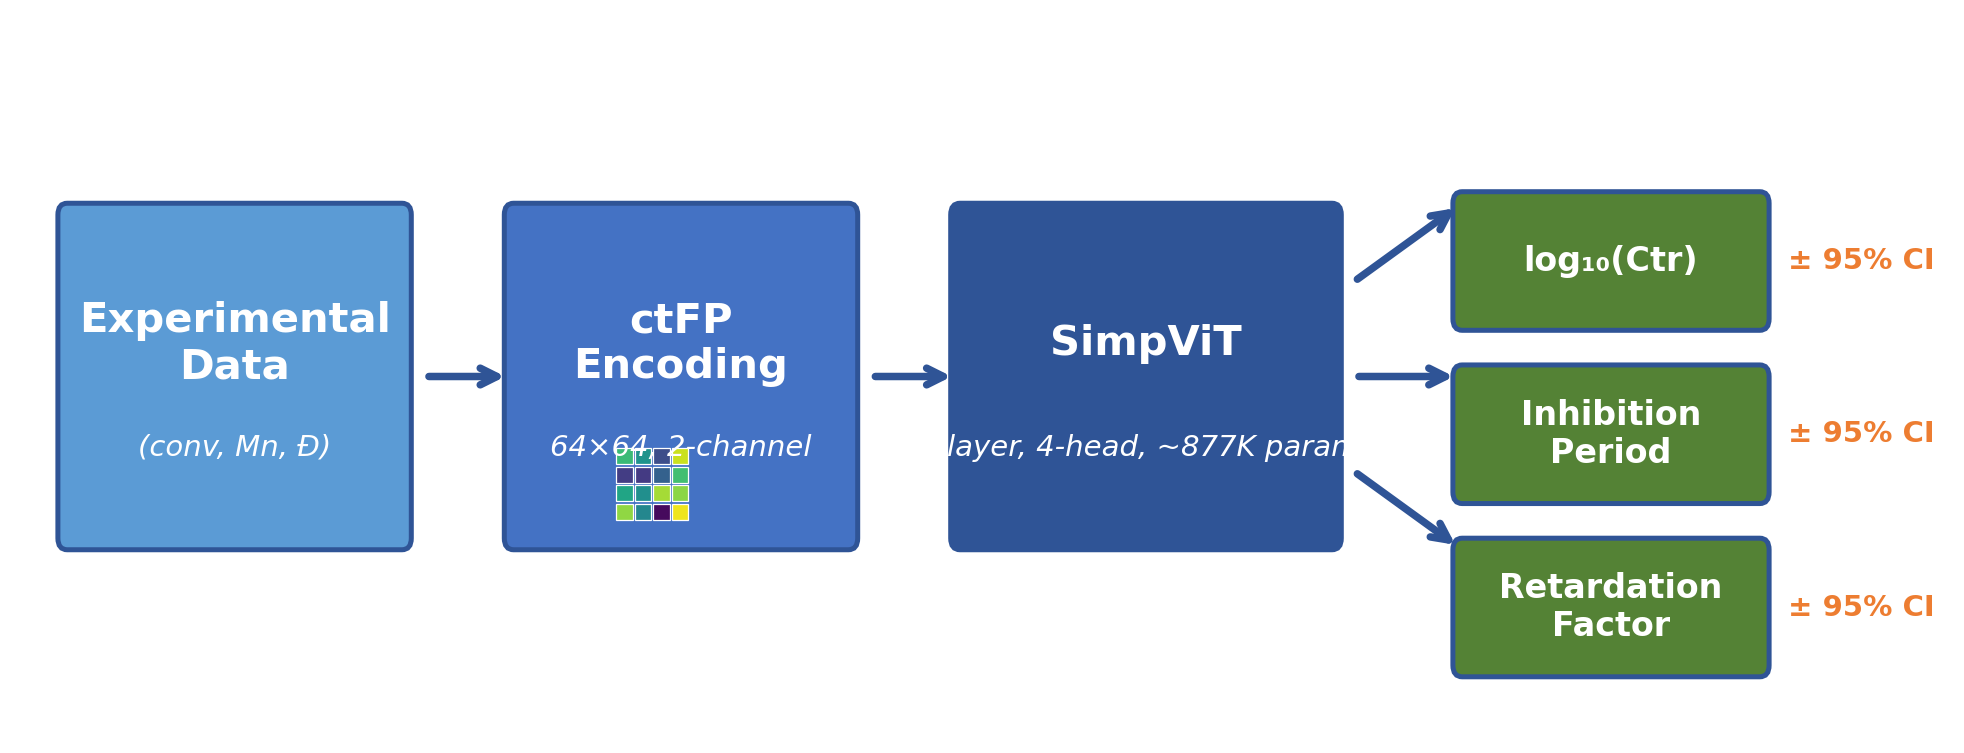 Experimental
Data
(conv, Mn, Đ)
ctFP
Encoding
64×64, 2-channel
SimpViT
layer, 4-head, ~877K param
log₁₀(Ctr)
± 95% CI
Inhibition
Period
± 95% CI
Retardation
Factor
± 95% CI